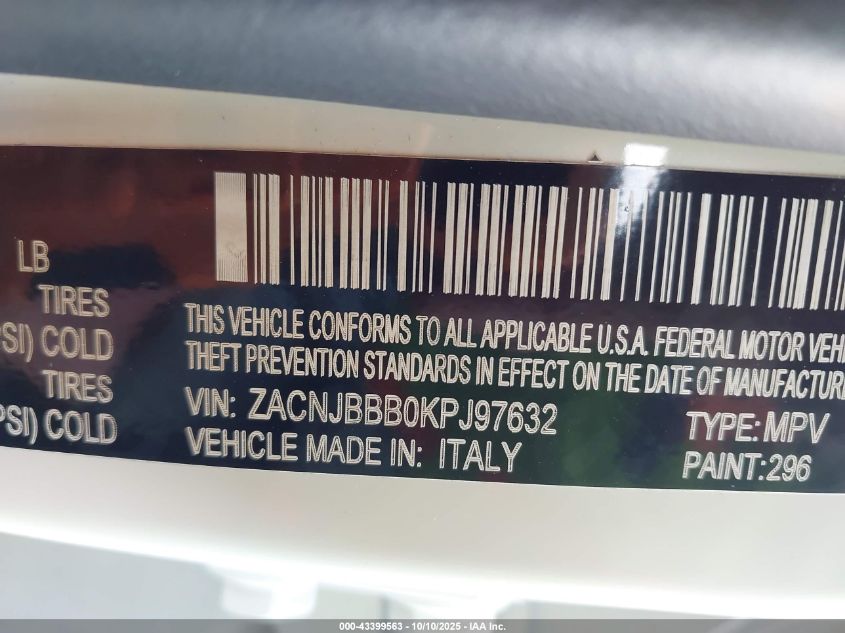 LB
TIRES
SI) COLD
TIRES
PSI) COLD
THIS VEHICLE CONFORMS TO ALL APPLICABLE U.S.A. FEDERAL MOTOR VEHI
THEFT PREVENTION STANDARDS IN EFFECT ON THE DATE OF MANUFACTURE
VIN: ZACNJBBB0KPJ97632
TYPE: MPV
VEHICLE MADE IN: ITALY
PAINT: 296
000-43399563 - 10/10/2025 - IAA Inc.